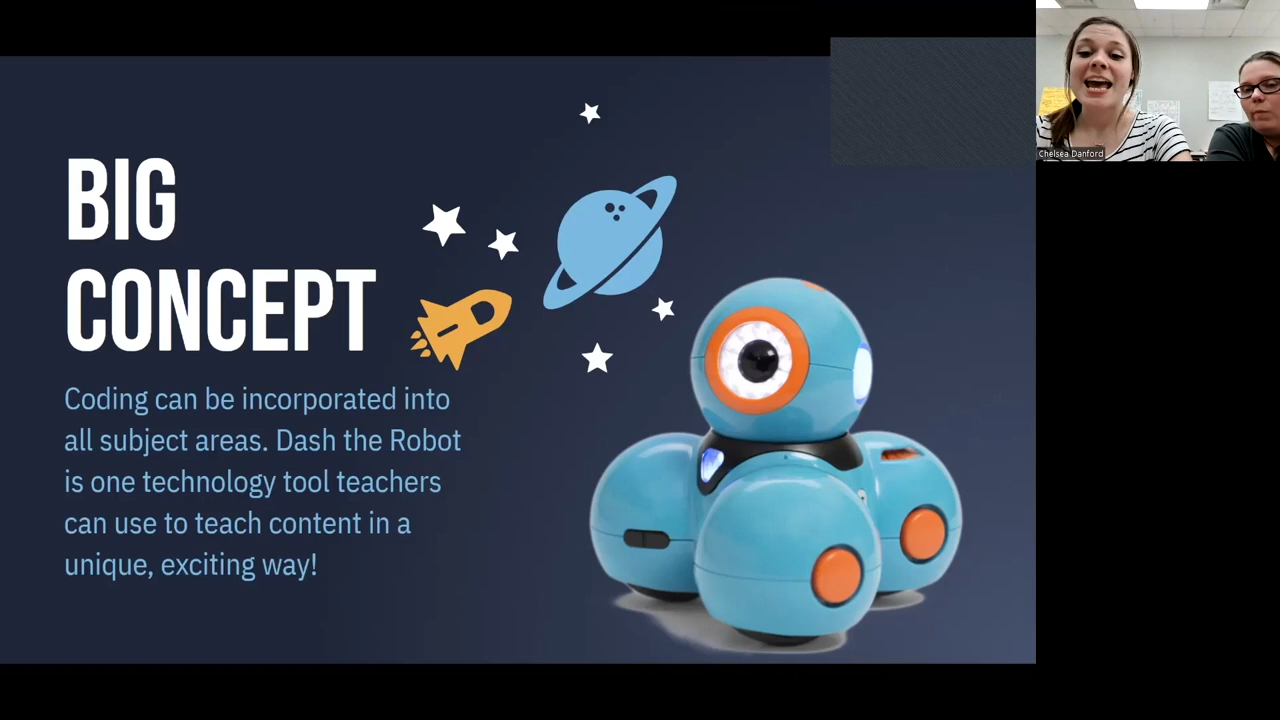 BIG
CONCEPT
Coding can be incorporated into
all subject areas. Dash the Robot
is one technology tool teachers
can use to teach content in a
unique, exciting way!
Chelsea Danford